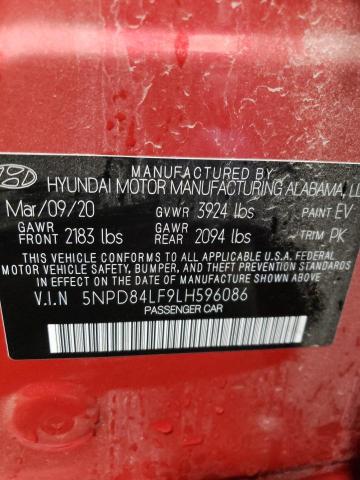 MANUFACTURED BY
HYUNDAI MOTOR MANUFACTURING ALABAMA, LL
Mar/09/20 GVWR 3924 lbs PAINT EV
GAWR FRONT 2183 lbs GAWR REAR 2094 lbs TRIM PK
THIS VEHICLE CONFORMS TO ALL APPLICABLE U.S.A FEDERAL
MOTOR VEHICLE SAFETY, BUMPER, AND THEFT PREVENTION
STANDARDS IN EFFECT ON THE DATE OF MANUFACTURE
SHOWN ABOVE.
V.I.N 5NPD84LF9LH596086
PASSENGER CAR